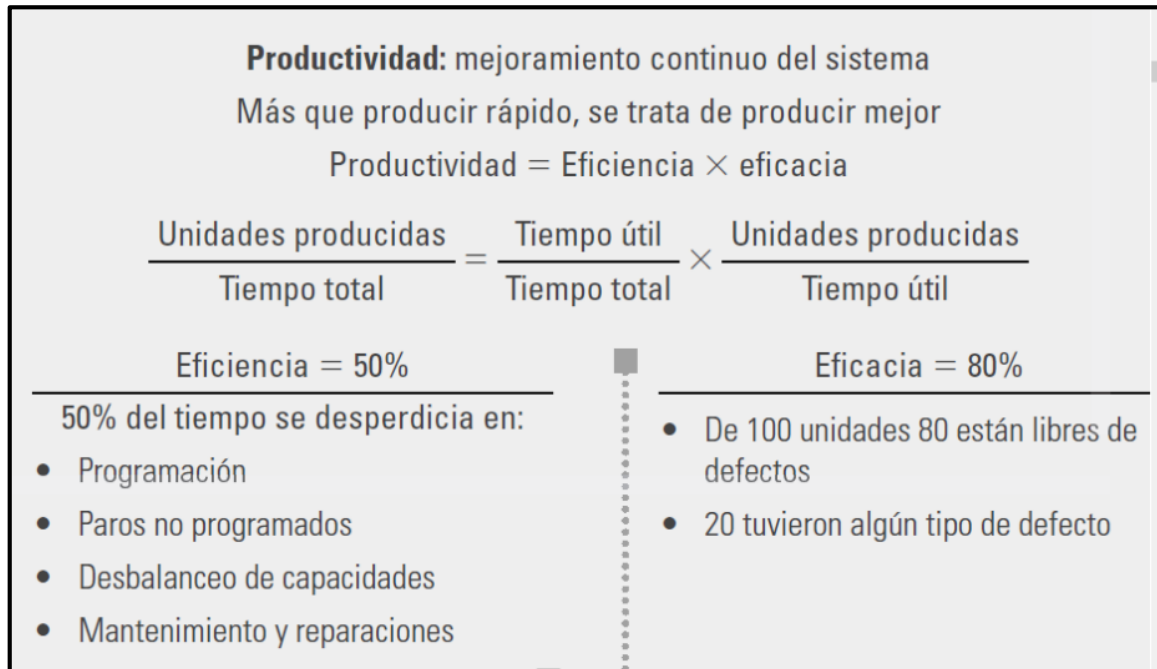 Productividad: mejoramiento continuo del sistema
Más que producir rápido, se trata de producir mejor
Productividad = Eficiencia × eficacia
Unidades producidas / Tiempo total = Tiempo útil / Tiempo total × Unidades producidas / Tiempo útil
Eficiencia = 50%
50% del tiempo se desperdicia en:
• Programación
• Paros no programados
• Desbalanceo de capacidades
• Mantenimiento y reparaciones
Eficacia = 80%
• De 100 unidades 80 están libres de
defectos
• 20 tuvieron algún tipo de defecto